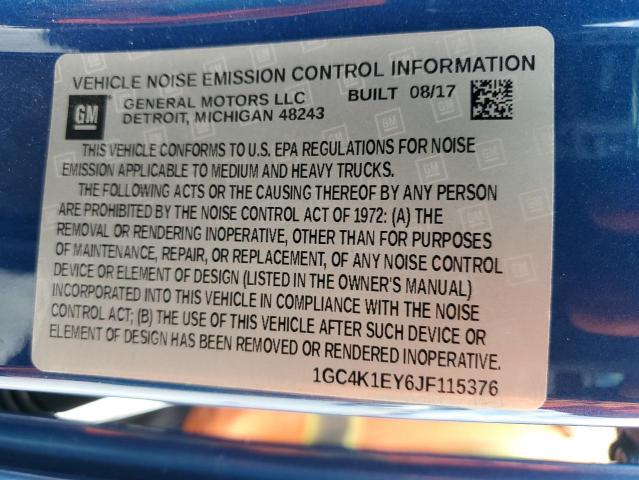 VEHICLE NOISE EMISSION CONTROL INFORMATION
GM GENERAL MOTORS LLC BUILT 08/17
DETROIT, MICHIGAN 48243
THIS VEHICLE CONFORMS TO U.S. EPA REGULATIONS FOR NOISE
EMISSION APPLICABLE TO MEDIUM AND HEAVY TRUCKS.
THE FOLLOWING ACTS OR THE CAUSING THEREOF BY ANY PERSON
ARE PROHIBITED BY THE NOISE CONTROL ACT OF 1972: (A) THE
REMOVAL OR RENDERING INOPERATIVE, OTHER THAN FOR PURPOSES
OF MAINTENANCE, REPAIR, OR REPLACEMENT, OF ANY NOISE CONTROL
DEVICE OR ELEMENT OF DESIGN (LISTED IN THE OWNER'S MANUAL)
INCORPORATED INTO THIS VEHICLE IN COMPLIANCE WITH THE NOISE
CONTROL ACT; (B) THE USE OF THIS VEHICLE AFTER SUCH DEVICE OR
ELEMENT OF DESIGN HAS BEEN REMOVED OR RENDERED INOPERATIVE.
1GC4K1EY6JF115376